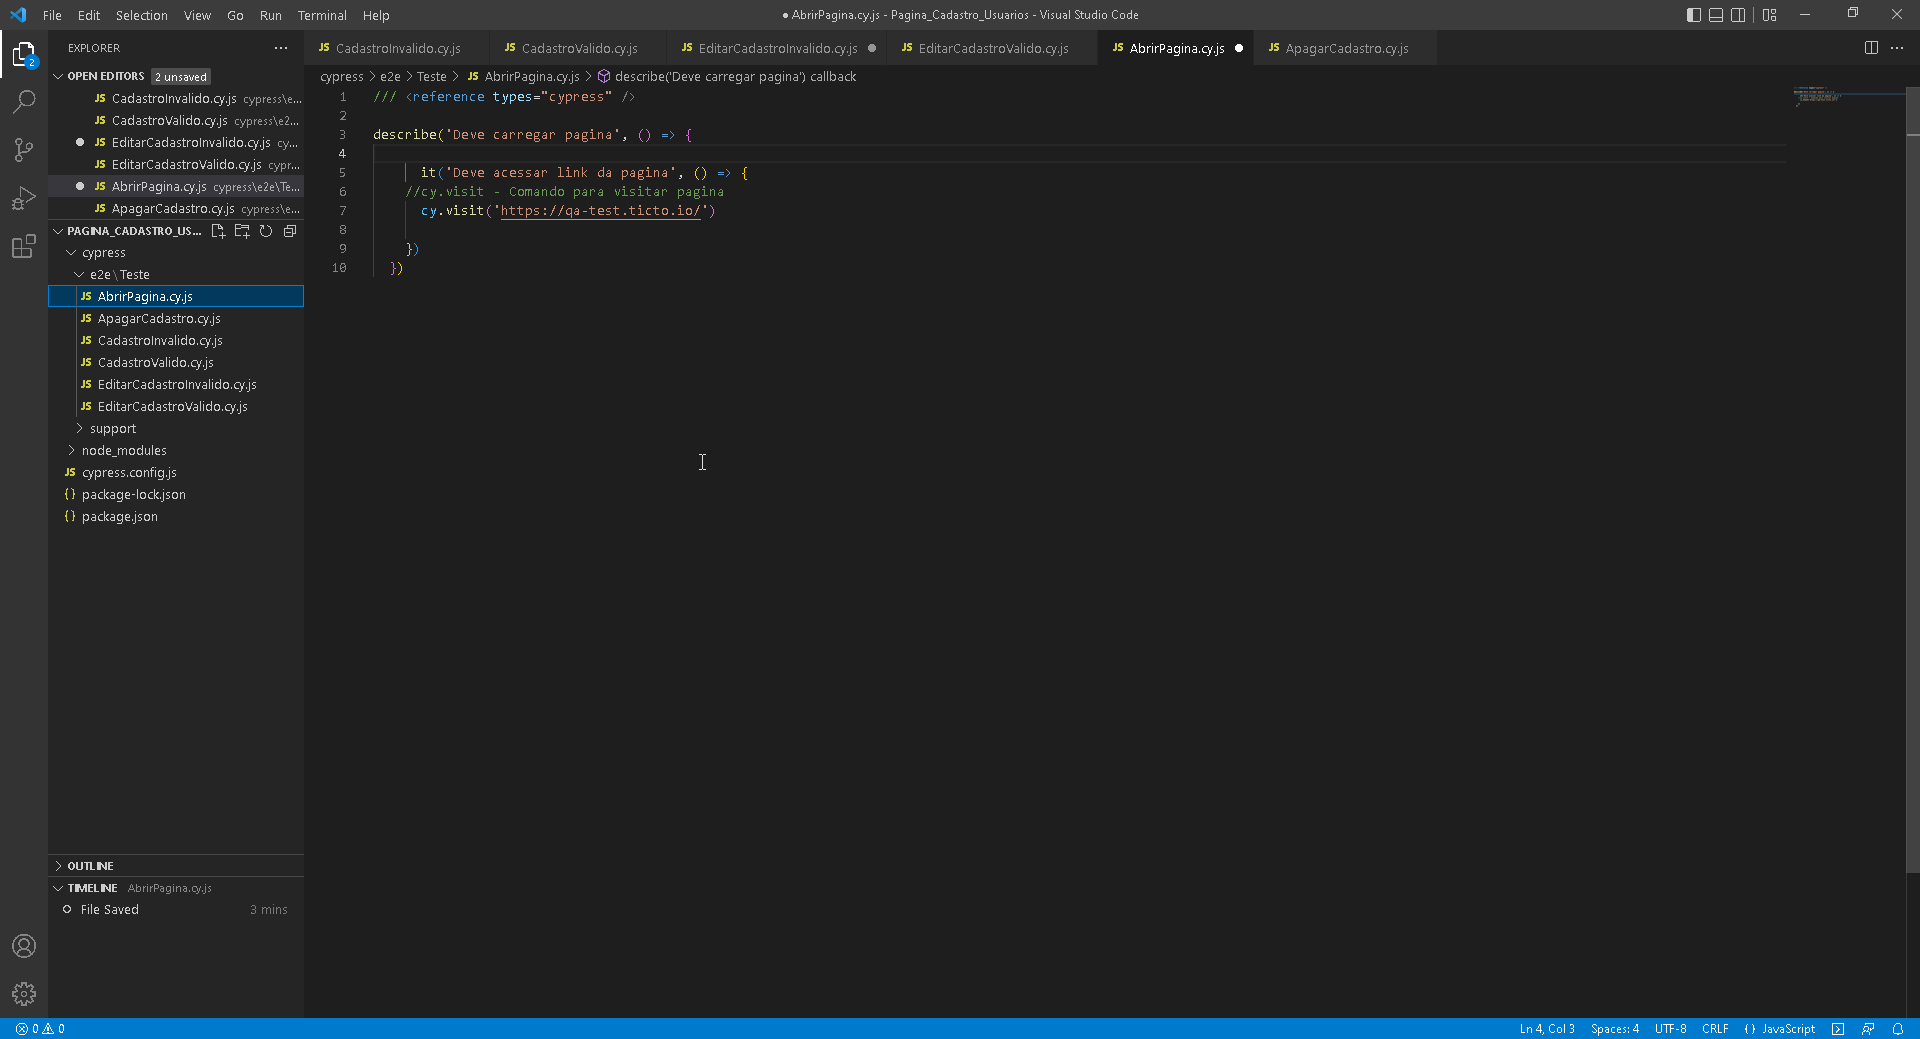 File Edit Selection View Go Run Terminal Help
● AbrirPagina.cy.js - Pagina_Cadastro_Usuarios - Visual Studio Code
EXPLORER
2
OPEN EDITORS 2 unsaved
JS CadastroInvalido.cy.js cypress\e...
JS CadastroValido.cy.js cypress\e2...
● JS EditarCadastroInvalido.cy.js cy...
JS EditarCadastroValido.cy.js cypr...
● JS AbrirPagina.cy.js cypress\e2e\Te...
JS ApagarCadastro.cy.js cypress\e...
PAGINA_CADASTRO_US...
cypress
e2e\Teste
JS AbrirPagina.cy.js
JS ApagarCadastro.cy.js
JS CadastroInvalido.cy.js
JS CadastroValido.cy.js
JS EditarCadastroInvalido.cy.js
JS EditarCadastroValido.cy.js
support
node_modules
JS cypress.config.js
{} package-lock.json
{} package.json
OUTLINE
TIMELINE AbrirPagina.cy.js
File Saved 3 mins
JS CadastroInvalido.cy.js JS CadastroValido.cy.js JS EditarCadastroInvalido.cy.js ● JS EditarCadastroValido.cy.js JS AbrirPagina.cy.js ● JS ApagarCadastro.cy.js
cypress > e2e > Teste > JS AbrirPagina.cy.js > describe('Deve carregar pagina') callback
1 /// <reference types="cypress" />
2
3 describe('Deve carregar pagina', () => {
4
5 it('Deve acessar link da pagina', () => {
6 //cy.visit - Comando para visitar pagina
7 cy.visit('https://qa-test.ticto.io/')
8
9 })
10 })
0 0
Ln 4, Col 3 Spaces: 4 UTF-8 CRLF {} JavaScript